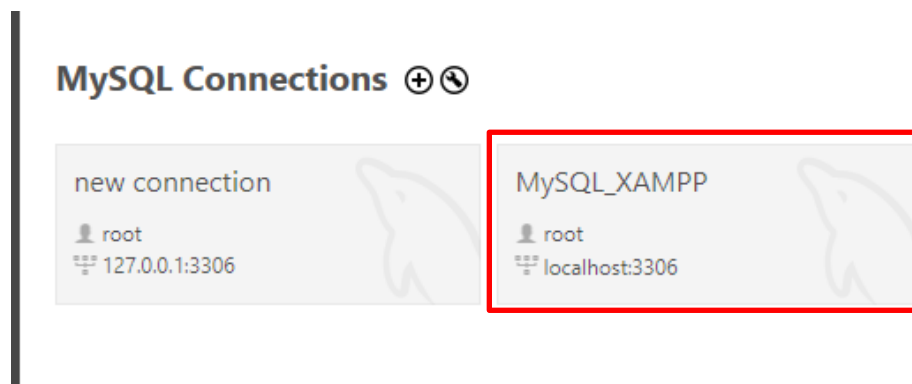 MySQL Connections
new connection
root
127.0.0.1:3306
MySQL_XAMPP
root
localhost:3306